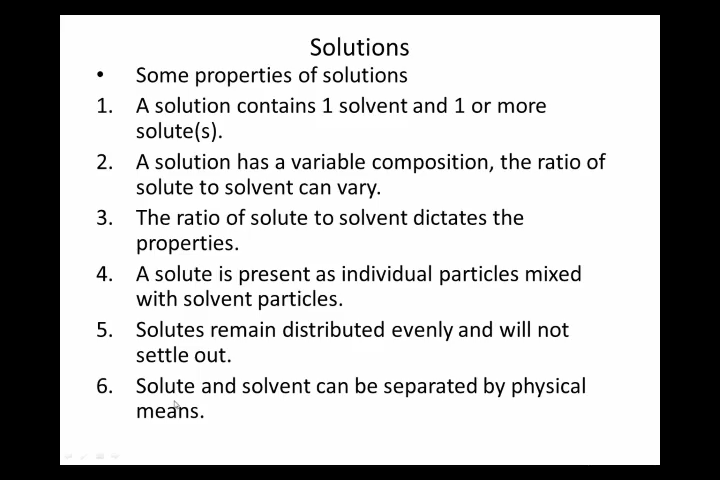 Solutions
• Some properties of solutions
1. A solution contains 1 solvent and 1 or more
solute(s).
2. A solution has a variable composition, the ratio of
solute to solvent can vary.
3. The ratio of solute to solvent dictates the
properties.
4. A solute is present as individual particles mixed
with solvent particles.
5. Solutes remain distributed evenly and will not
settle out.
6. Solute and solvent can be separated by physical
means.